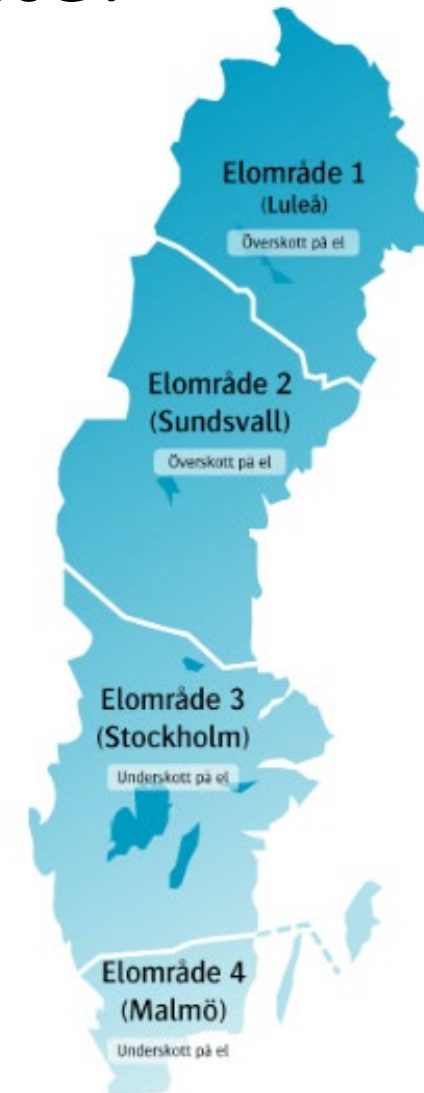 Elområde 1
(Luleå)
Överskott på el
Elområde 2
(Sundsvall)
Överskott på el
Elområde 3
(Stockholm)
Underskott på el
Elområde 4
(Malmö)
Underskott på el